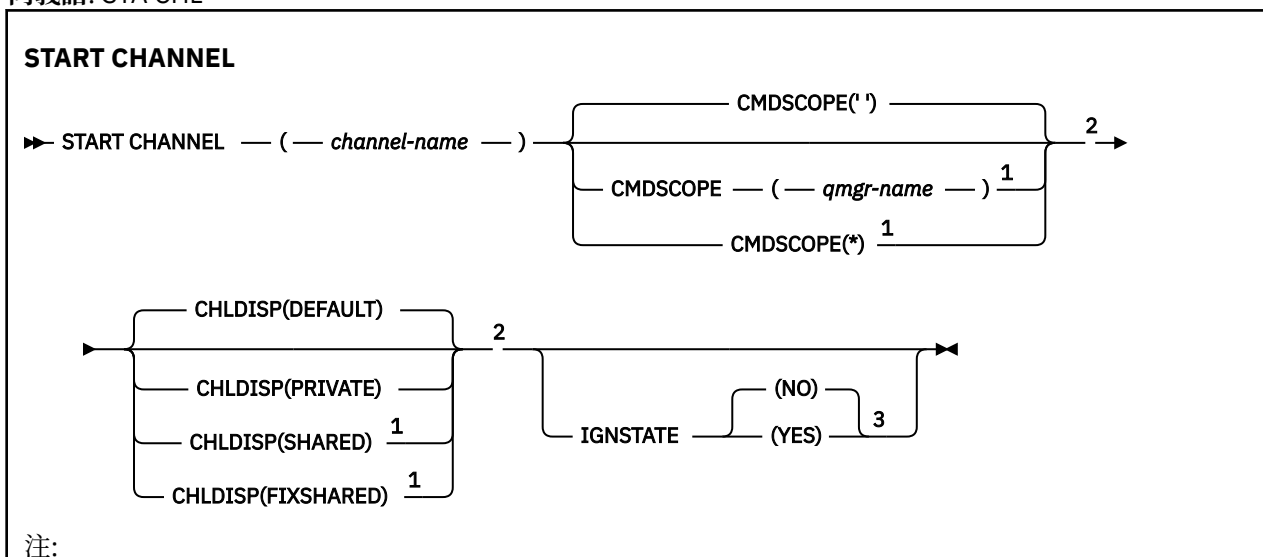 START CHANNEL
CMDSCOPE(' ')
START CHANNEL ( channel-name ) 2
CMDSCOPE ( qmgr-name ) 1
CMDSCOPE(*) 1
CHLDISP(DEFAULT)
2
CHLDISP(PRIVATE)
CHLDISP(SHARED) 1
CHLDISP(FIXSHARED) 1
(NO)
IGNSTATE (YES) 3
注: